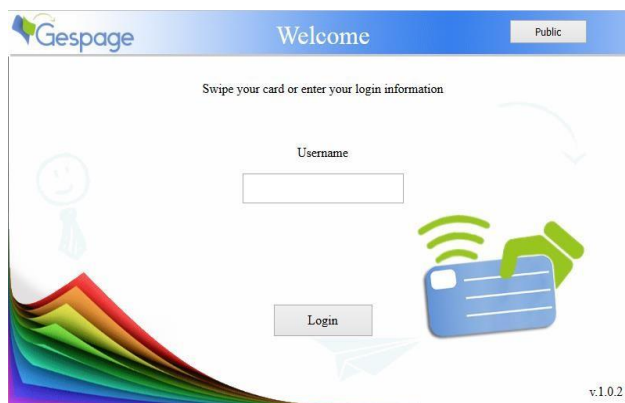 Gespage
Welcome
Public
Swipe your card or enter your login information
Username
Login
v.1.0.2